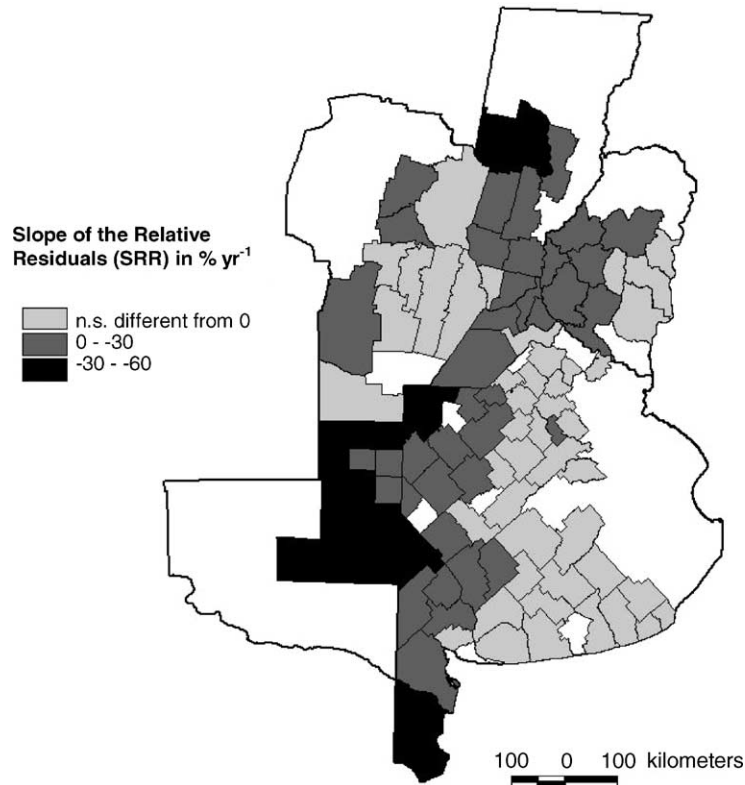 Slope of the Relative
Residuals (SRR) in % yr-1
n.s. different from 0
0 - -30
-30 - -60
100 0 100 kilometers